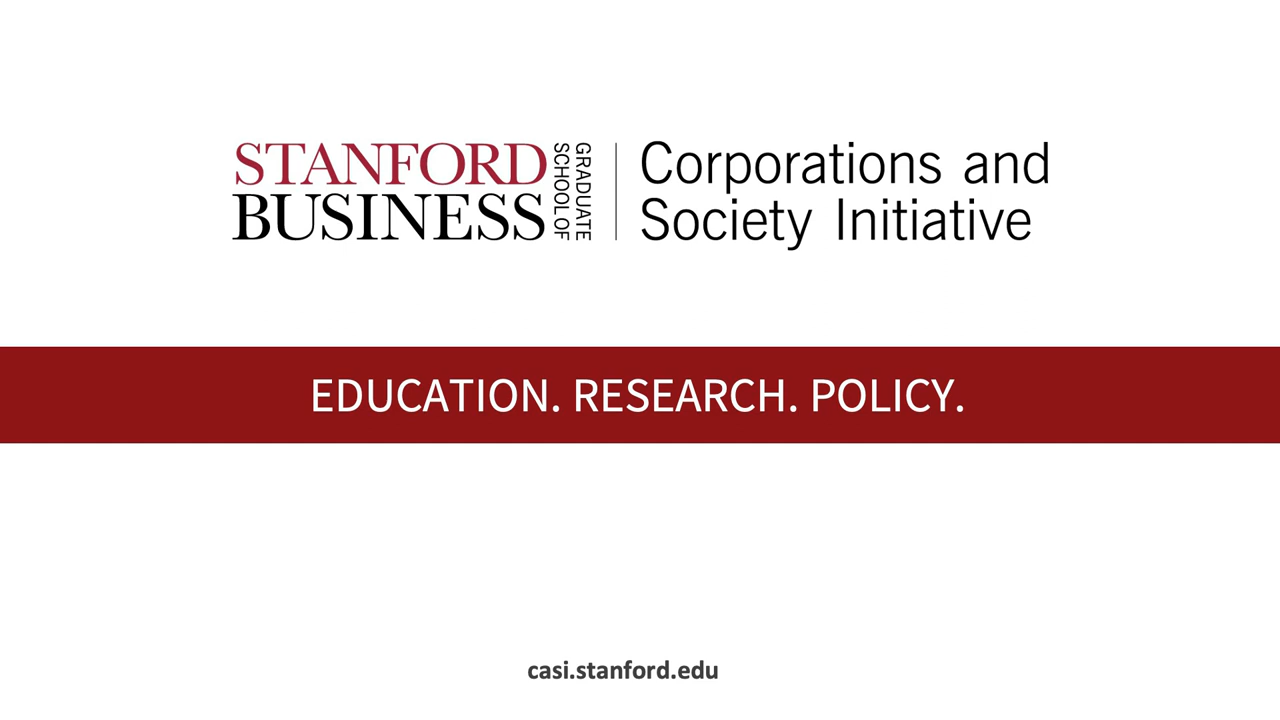 STANFORD
BUSINESS
GRADUATE
SCHOOL OF
Corporations and
Society Initiative
EDUCATION. RESEARCH. POLICY.
casi.stanford.edu